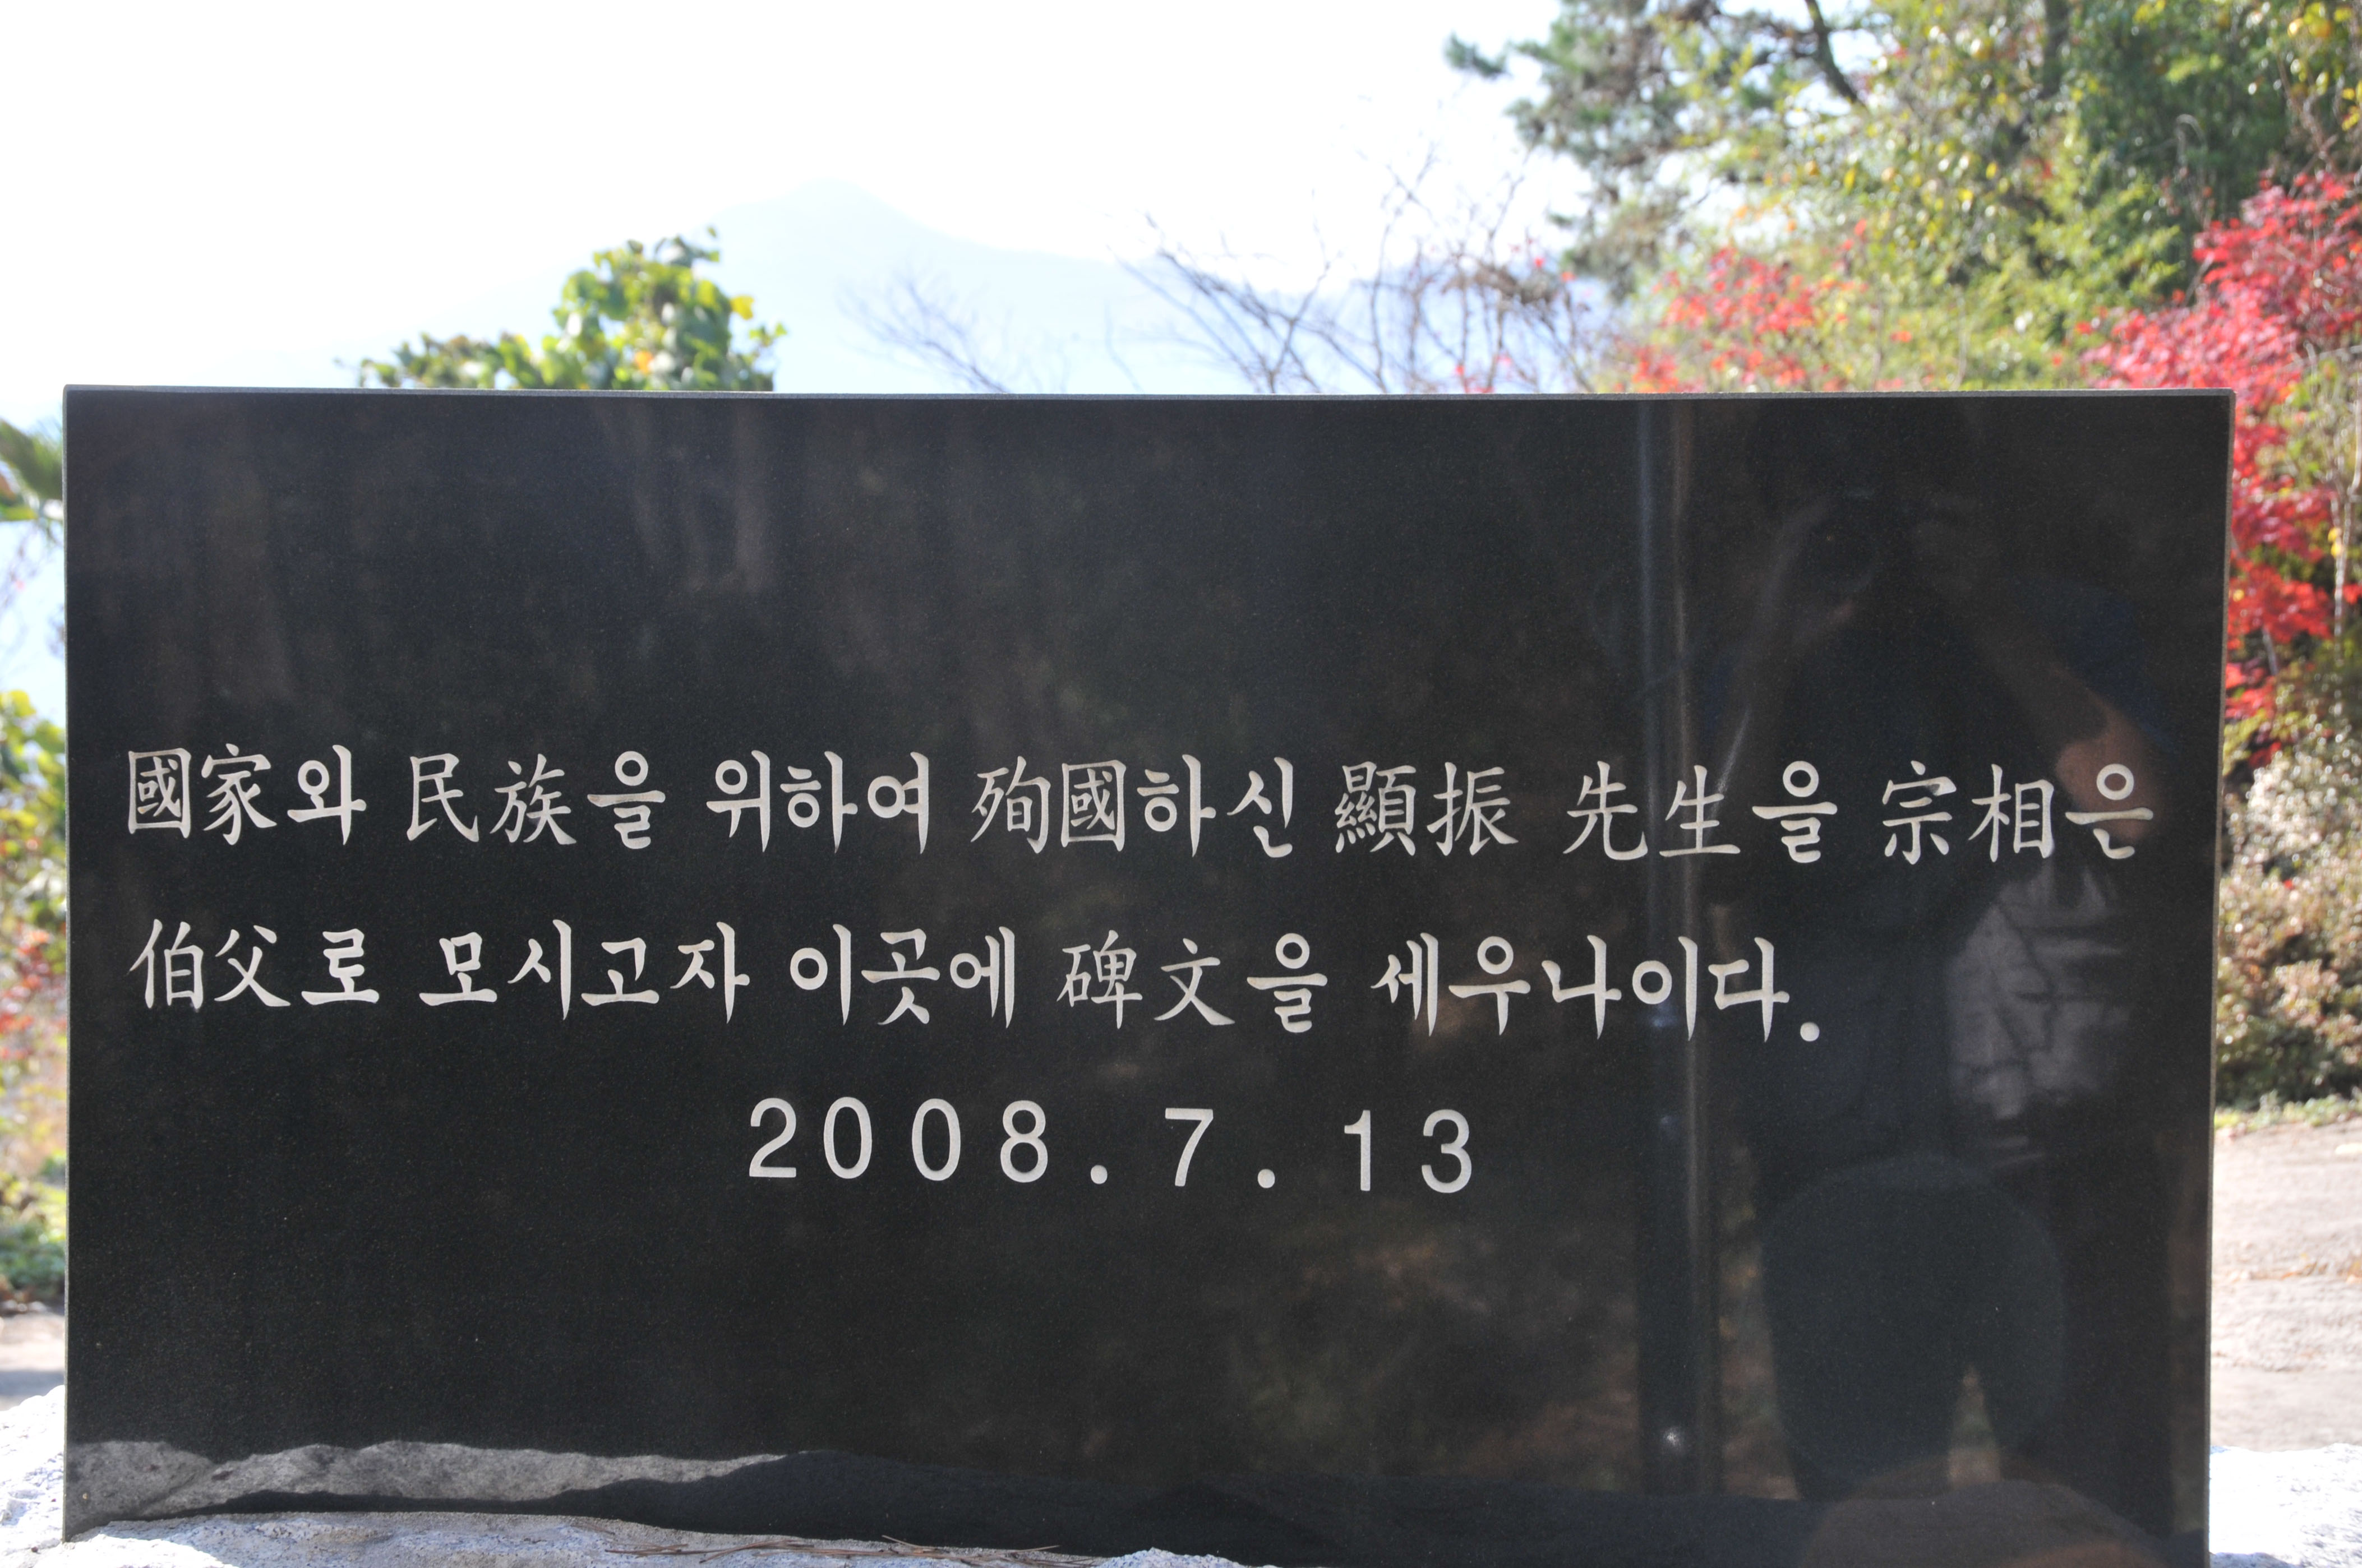 國家와 民族을 위하여 殉國하신 顯振 先生을 宗相은
伯父로 모시고자 이곳에 碑文을 세우나이다.
2008. 7. 13